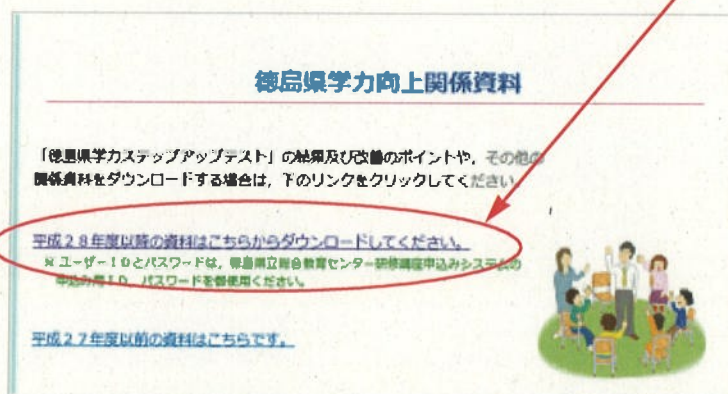 徳島県学力向上関係資料
「徳島県学力ステップアップテスト」の結果及び改善のポイントや，その他の
関係資料をダウンロードする場合は，下のリンクをクリックしてください。
平成２８年度以降の資料はこちらからダウンロードしてください。
※ユーザーＩＤとパスワードは，徳島県立総合教育センター研修講座申込みシステムの
申込み用ＩＤ，パスワードを御使用ください。
平成２７年度以前の資料はこちらです。